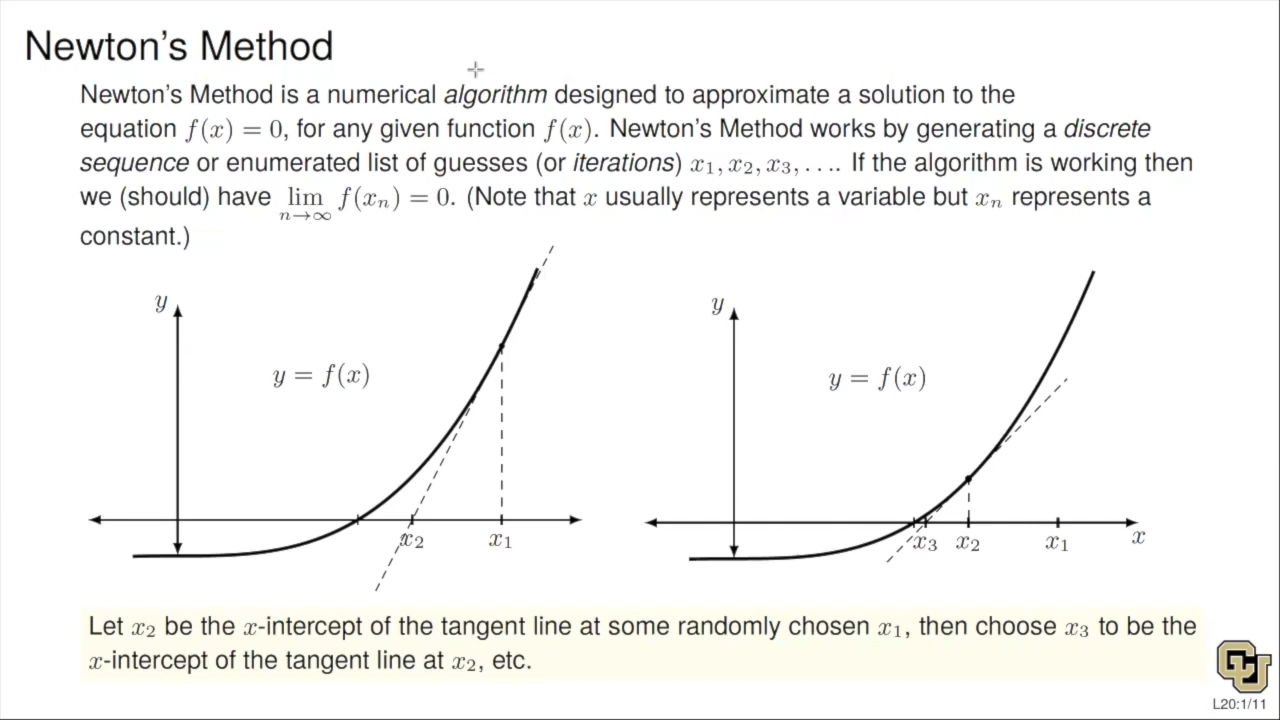 Newton's Method
Newton's Method is a numerical algorithm designed to approximate a solution to the
equation f(x) = 0, for any given function f(x). Newton's Method works by generating a discrete
sequence or enumerated list of guesses (or iterations) x₁, x₂, x₃, .... If the algorithm is working then
we (should) have lim f(xₙ) = 0. (Note that x usually represents a variable but xₙ represents a
n→∞
constant.)
y
y = f(x)
x₂ x₁
y
y = f(x)
x₃ x₂ x₁ x
Let x₂ be the x-intercept of the tangent line at some randomly chosen x₁, then choose x₃ to be the
x-intercept of the tangent line at x₂, etc.
CU
L20:1/11